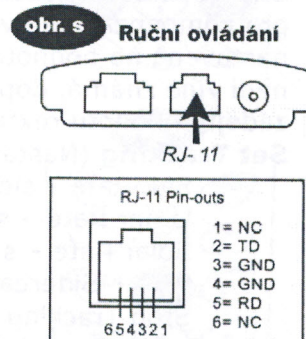 obr. s Ruční ovládání
RJ- 11
RJ-11 Pin-outs
1= NC
2= TD
3= GND
4= GND
5= RD
6= NC
654321